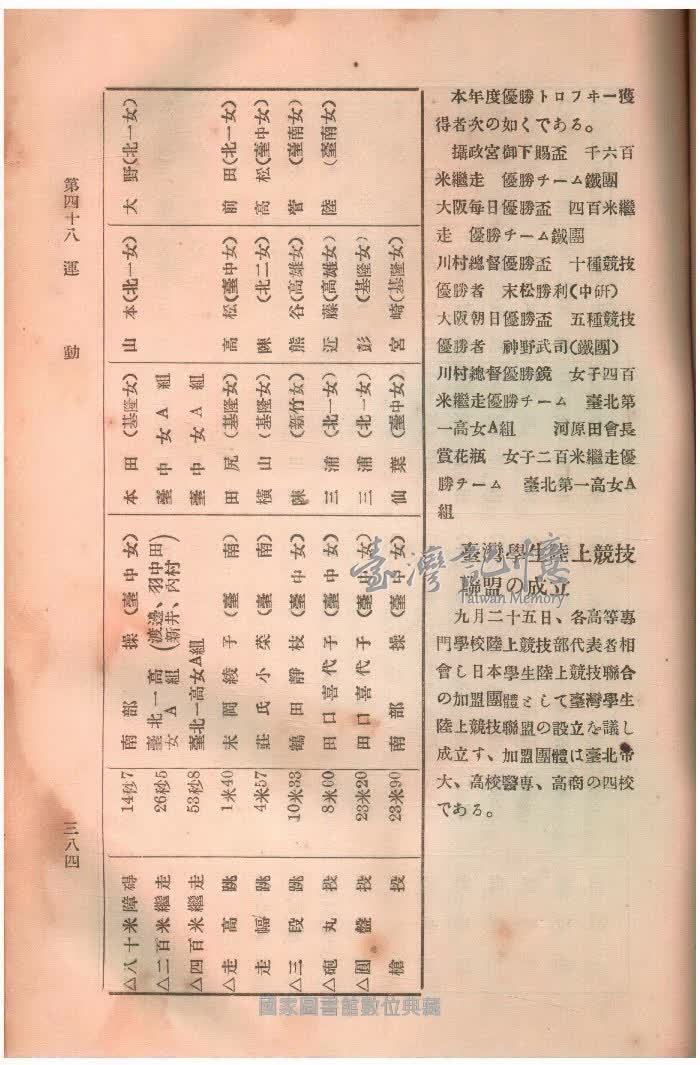 本年度優勝トロフキー獲
得者次の如くである。
攝政宮御下賜盃　千六百
米繼走　優勝チーム鐵團
大阪每日優勝盃　四百米繼
走　優勝チーム鐵團
川村總督優勝盃　十種競技
優勝者　末松勝利(中研)
大阪朝日優勝盃　五種競技
優勝者　神野武司(鐵團)
川村總督優勝鏡　女子四百
米繼走優勝チーム　臺北第
一高女A組　　河原田會長
賞花瓶　女子二百米繼走優
勝チーム　臺北第一高女A
組
臺灣學生陸上競技
聯盟の成立
九月二十五日、各高等專
門學校陸上競技部代表者相
會し日本學生陸上競技聯合
の加盟團體として臺灣學生
陸上競技聯盟の設立を議し
成立す、加盟團體は臺北帝
大、高校醫專、高商の四校
である。
△八十米障碍　14秒7　南部操(臺中女)　本田(基隆女)　山本(北一女)　大野(北一女)
△二百米繼走　26秒5　臺北一高女A組(渡邊、羽中田新井、內村)　臺中女A組
△四百米繼走　53秒8　臺北一高女A組　臺中女A組
△走高跳　1米40　末岡綾子(臺南)　田尻(基隆女)　高松(臺中女)　前田(北一女)
走幅跳　4米57　莊氏小榮(臺南)　橫山(基隆女)　陳(北二女)　高松(臺中女)
△三段跳　10米33　鶴田靜枝(臺中女)　陳(新竹女)　熊谷(高雄女)　菅(臺南女)
△砲丸投　8米60　田口喜代子(臺中女)　三浦(北一女)　近藤(高雄女)　陸(臺南女)
△圓盤投　23米20　田口喜代子(臺中女)　三浦(北一女)　彭(基隆女)
槍投　23米90　南部操(臺中女)　仙葉(臺中女)　宮崎(基隆女)
第四十八　運動
三八四
臺灣記憶
Taiwan Memory
國家圖書館數位典藏